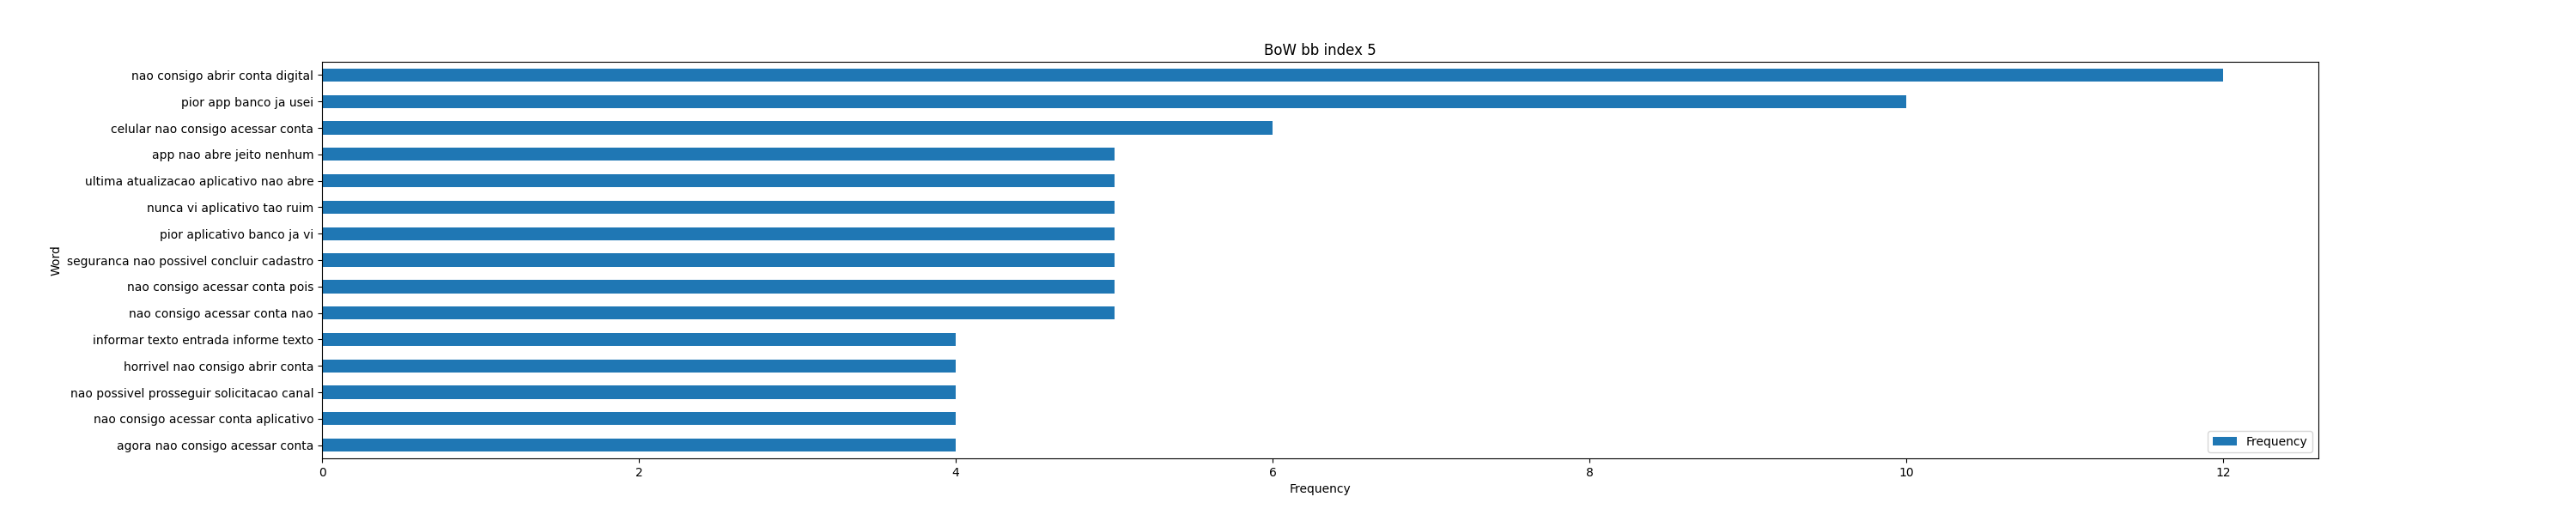 BoW bb index 5
Word
nao consigo abrir conta digital
pior app banco ja usei
celular nao consigo acessar conta
app nao abre jeito nenhum
ultima atualizacao aplicativo nao abre
nunca vi aplicativo tao ruim
pior aplicativo banco ja vi
seguranca nao possivel concluir cadastro
nao consigo acessar conta pois
nao consigo acessar conta nao
informar texto entrada informe texto
horrivel nao consigo abrir conta
nao possivel prosseguir solicitacao canal
nao consigo acessar conta aplicativo
agora nao consigo acessar conta
Frequency
0 2 4 6 8 10 12
Frequency